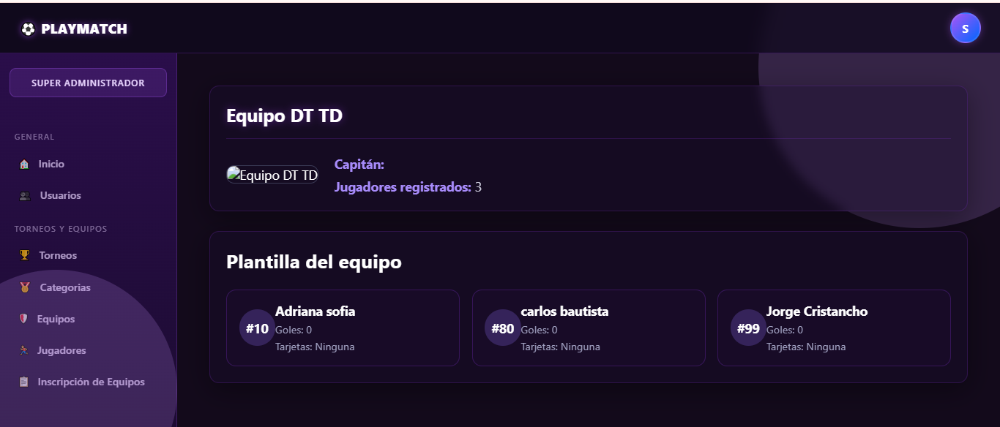 PLAYMATCH
S
SUPER ADMINISTRADOR
GENERAL
Inicio
Usuarios
TORNEOS Y EQUIPOS
Torneos
Categorias
Equipos
Jugadores
Inscripción de Equipos
Equipo DT TD
Equipo DT TD
Capitán:
Jugadores registrados: 3
Plantilla del equipo
#10
Adriana sofia
Goles: 0
Tarjetas: Ninguna
#80
carlos bautista
Goles: 0
Tarjetas: Ninguna
#99
Jorge Cristancho
Goles: 0
Tarjetas: Ninguna